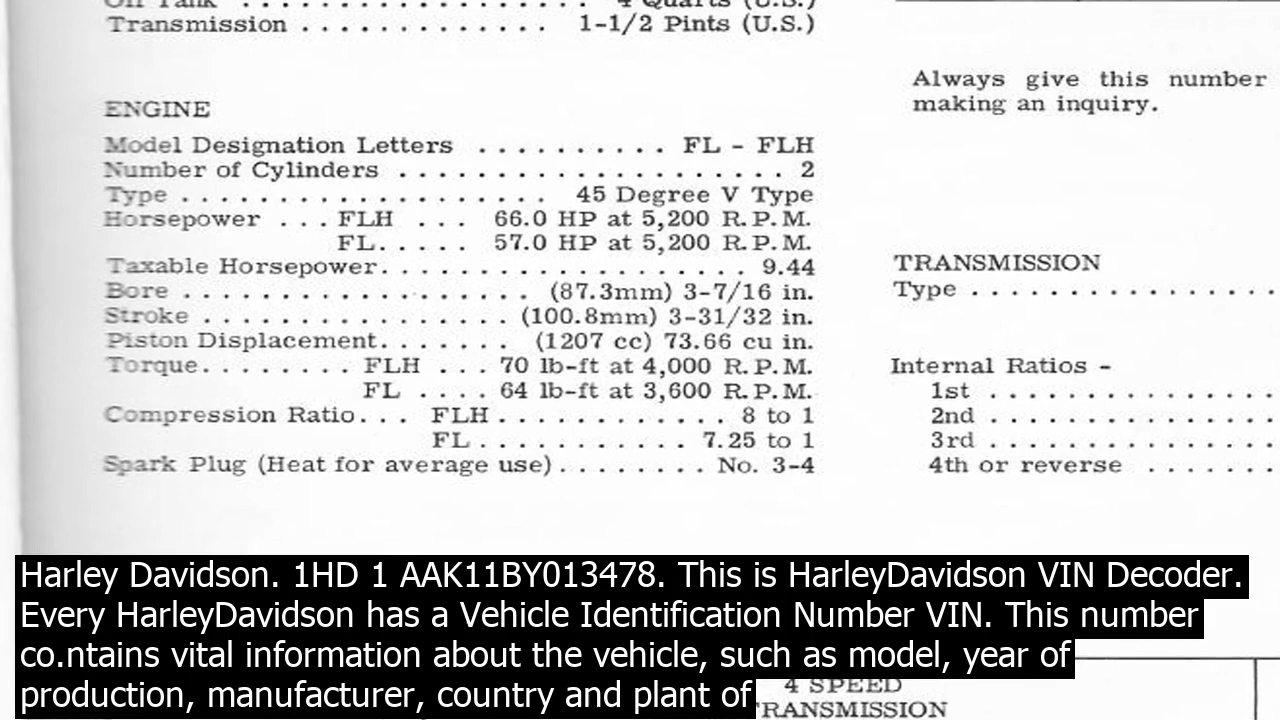 Oil Tank . . . . . . . . . . . . . . . . . 4 Quarts (U.S.)
Transmission . . . . . . . . . . . . . 1-1/2 Pints (U.S.)
ENGINE
Model Designation Letters . . . . . . . . . . FL - FLH
Number of Cylinders . . . . . . . . . . . . . . . . . . . . 2
Type . . . . . . . . . . . . . . . . . . . 45 Degree V Type
Horsepower . . . FLH . . . 66.0 HP at 5,200 R.P.M.
FL. . . . . 57.0 HP at 5,200 R.P.M.
Taxable Horsepower. . . . . . . . . . . . . . . . . . . 9.44
Bore . . . . . . . . . . . . . . . . . . (87.3mm) 3-7/16 in.
Stroke . . . . . . . . . . . . . . . . (100.8mm) 3-31/32 in.
Piston Displacement. . . . . . . (1207 cc) 73.66 cu in.
Torque. . . . . . . . FLH . . . 70 lb-ft at 4,000 R.P.M.
FL . . . . 64 lb-ft at 3,600 R.P.M.
Compression Ratio. . . FLH . . . . . . . . . . . 8 to 1
FL . . . . . . . . . . . 7.25 to 1
Spark Plug (Heat for average use) . . . . . . . . No. 3-4
Always give this number
making an inquiry.
TRANSMISSION
Type . . . . . . . . . . . . . . . .
Internal Ratios -
1st . . . . . . . . . . . . . . .
2nd . . . . . . . . . . . . . . .
3rd . . . . . . . . . . . . . . .
4th or reverse . . . . . . .
Harley Davidson. 1HD 1 AAK11BY013478. This is HarleyDavidson VIN Decoder.
Every HarleyDavidson has a Vehicle Identification Number VIN. This number
co.ntains vital information about the vehicle, such as model, year of
production, manufacturer, country and plant of
4 SPEED
TRANSMISSION